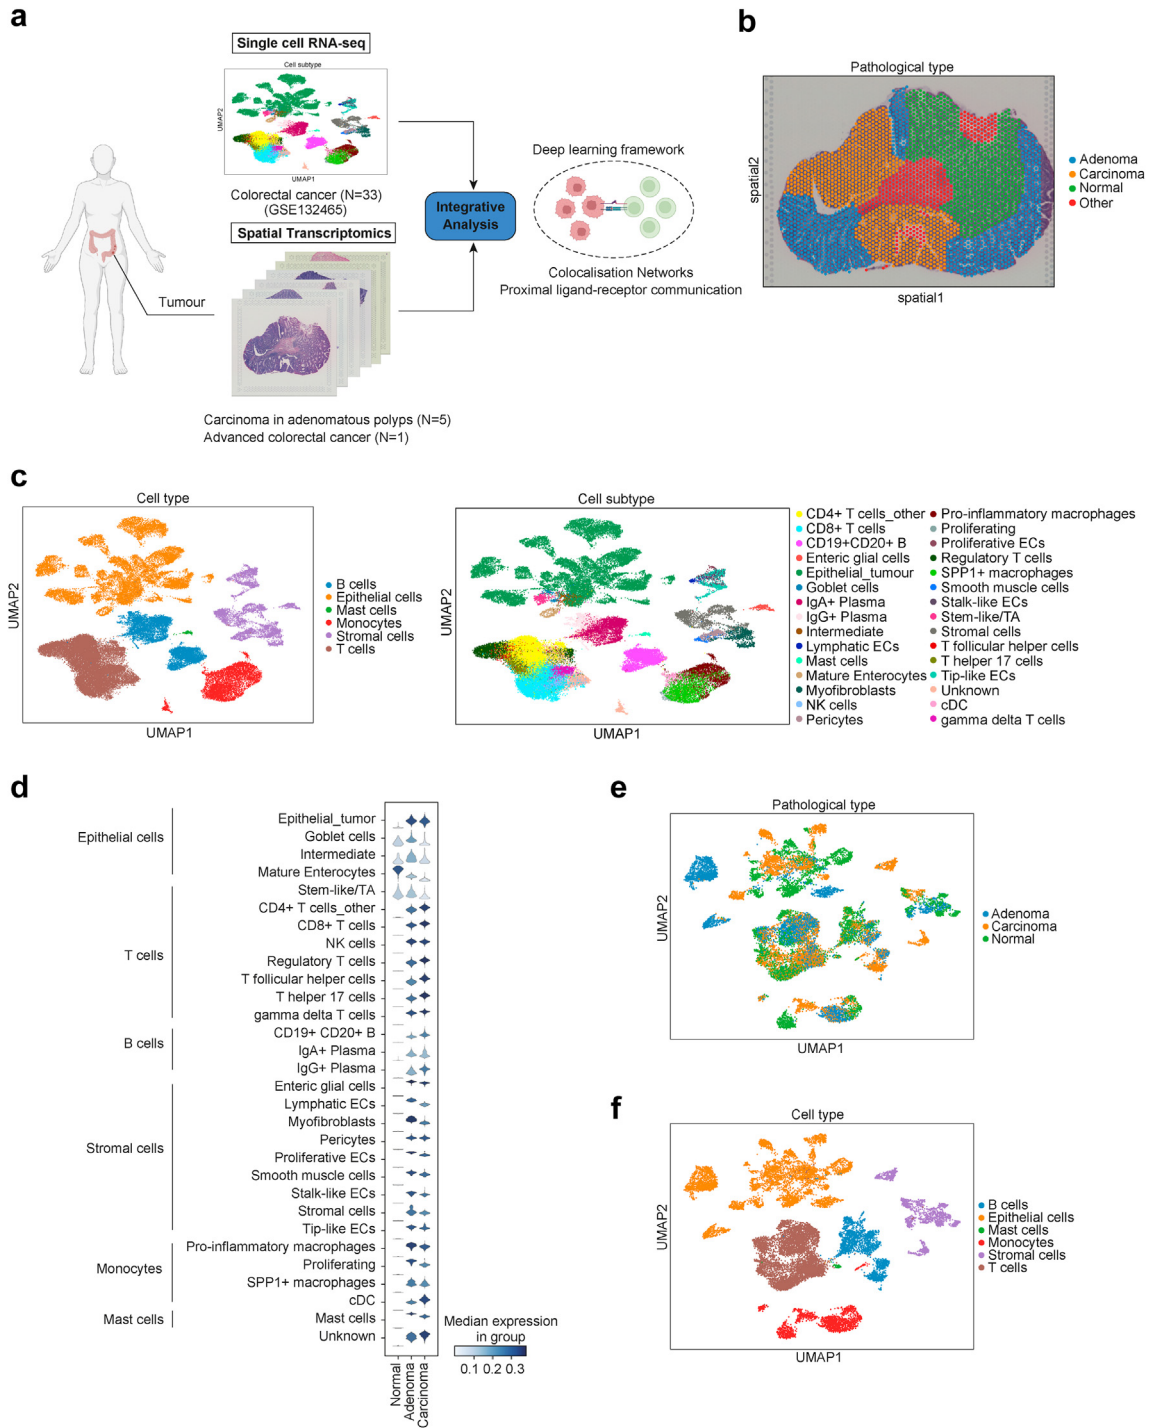 a
Single cell RNA-seq
Cell subtype
UMAP2
UMAP1
Colorectal cancer (N=33)
(GSE132465)
Spatial Transcriptomics
Tumour
Carcinoma in adenomatous polyps (N=5)
Advanced colorectal cancer (N=1)
Integrative
Analysis
Deep learning framework
Colocalisation Networks
Proximal ligand-receptor communication
b
Pathological type
spatial2
spatial1
Adenoma
Carcinoma
Normal
Other
c
Cell type
UMAP2
UMAP1
B cells
Epithelial cells
Mast cells
Monocytes
Stromal cells
T cells
Cell subtype
UMAP2
UMAP1
CD4+ T cells_other
CD8+ T cells
CD19+CD20+ B
Enteric glial cells
Epithelial_tumour
Goblet cells
IgA+ Plasma
IgG+ Plasma
Intermediate
Lymphatic ECs
Mast cells
Mature Enterocytes
Myofibroblasts
NK cells
Pericytes
Pro-inflammatory macrophages
Proliferating
Proliferative ECs
Regulatory T cells
SPP1+ macrophages
Smooth muscle cells
Stalk-like ECs
Stem-like/TA
Stromal cells
T follicular helper cells
T helper 17 cells
Tip-like ECs
Unknown
cDC
gamma delta T cells
d
Epithelial cells
T cells
B cells
Stromal cells
Monocytes
Mast cells
Epithelial_tumor
Goblet cells
Intermediate
Mature Enterocytes
Stem-like/TA
CD4+ T cells_other
CD8+ T cells
NK cells
Regulatory T cells
T follicular helper cells
T helper 17 cells
gamma delta T cells
CD19+ CD20+ B
IgA+ Plasma
IgG+ Plasma
Enteric glial cells
Lymphatic ECs
Myofibroblasts
Pericytes
Proliferative ECs
Smooth muscle cells
Stalk-like ECs
Stromal cells
Tip-like ECs
Pro-inflammatory macrophages
Proliferating
SPP1+ macrophages
cDC
Mast cells
Unknown
Normal
Adenoma
Carcinoma
Median expression
in group
0.1 0.2 0.3
e
Pathological type
UMAP2
UMAP1
Adenoma
Carcinoma
Normal
f
Cell type
UMAP2
UMAP1
B cells
Epithelial cells
Mast cells
Monocytes
Stromal cells
T cells